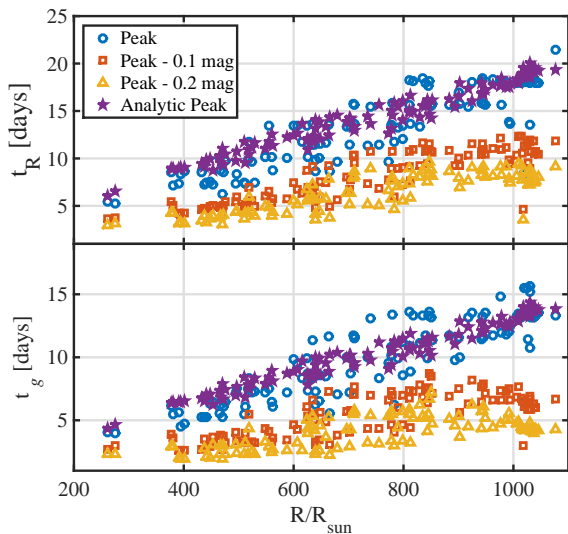 Peak
Peak - 0.1 mag
Peak - 0.2 mag
Analytic Peak
25
20
15
10
5
t_R [days]
15
10
5
t_g [days]
200 400 600 800 1000
R/R_sun